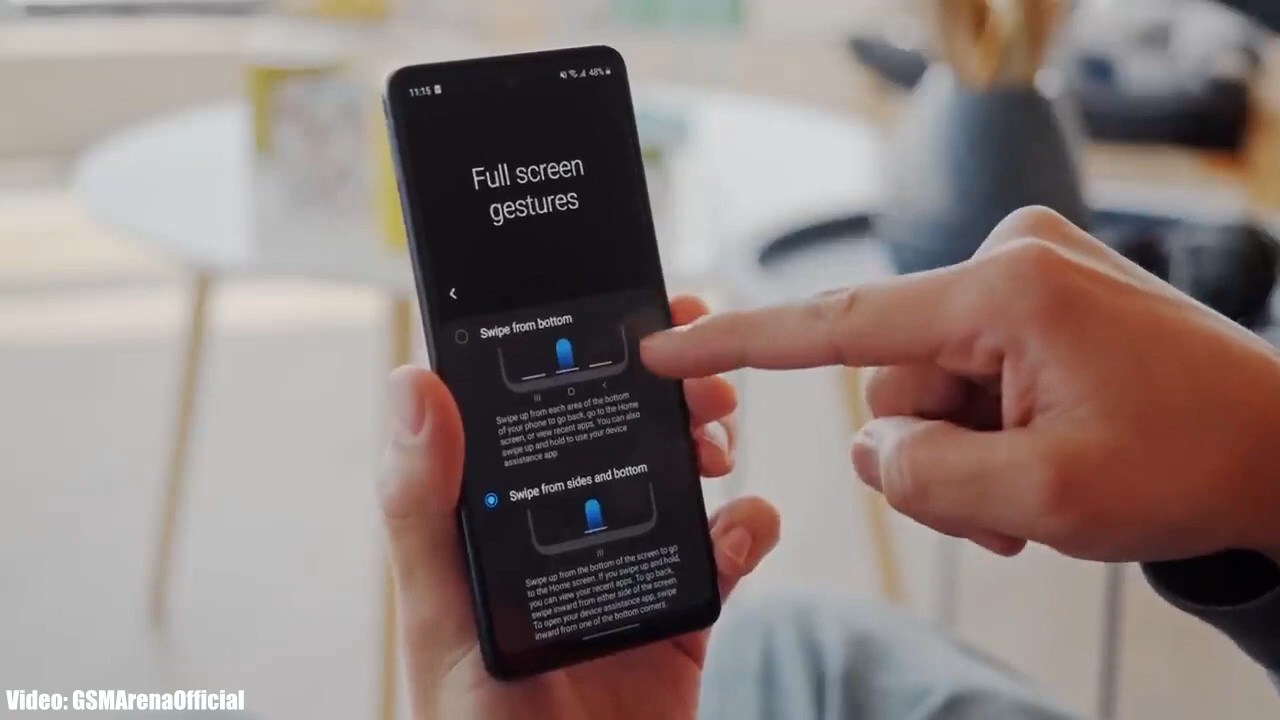 11:15
48%
Full screen
gestures
Swipe from bottom
Swipe up from each area of the bottom
of your phone to go back, go to the Home
screen, or view recent apps. You can also
swipe up and hold to use your device
assistance app.
Swipe from sides and bottom
Swipe up from the bottom of the screen to go
to the Home screen. If you swipe up and hold,
you can view your recent apps. To go back,
swipe inward from either side of the screen.
To open your device assistance app, swipe
inward from one of the bottom corners.
Video: GSMArenaOfficial